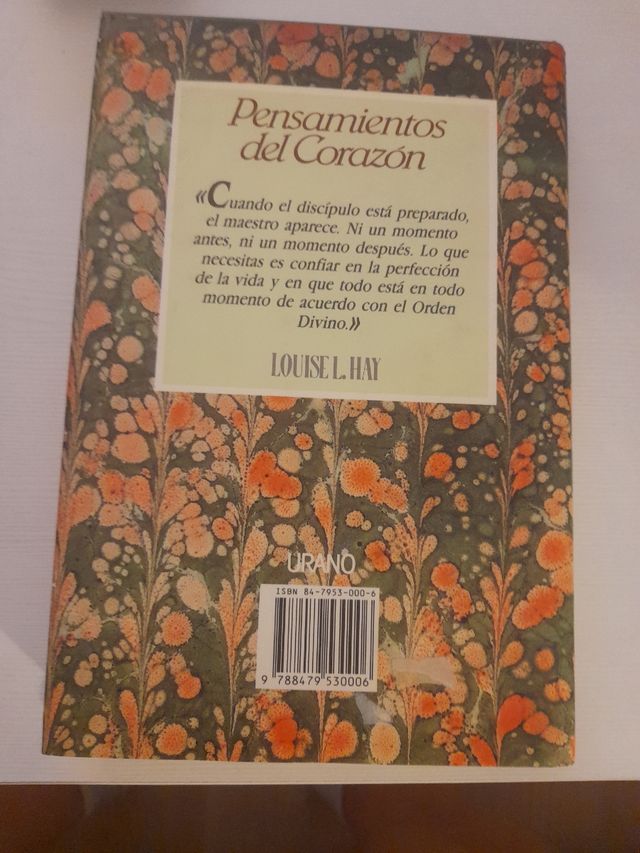 Pensamientos
del Corazón
«Cuando el discípulo está preparado,
el maestro aparece. Ni un momento
antes, ni un momento después. Lo que
necesitas es confiar en la perfección
de la vida y en que todo está en todo
momento de acuerdo con el Orden
Divino.»
LOUISE L. HAY
URANO
ISBN 84-7953-000-6
9 788479 530006